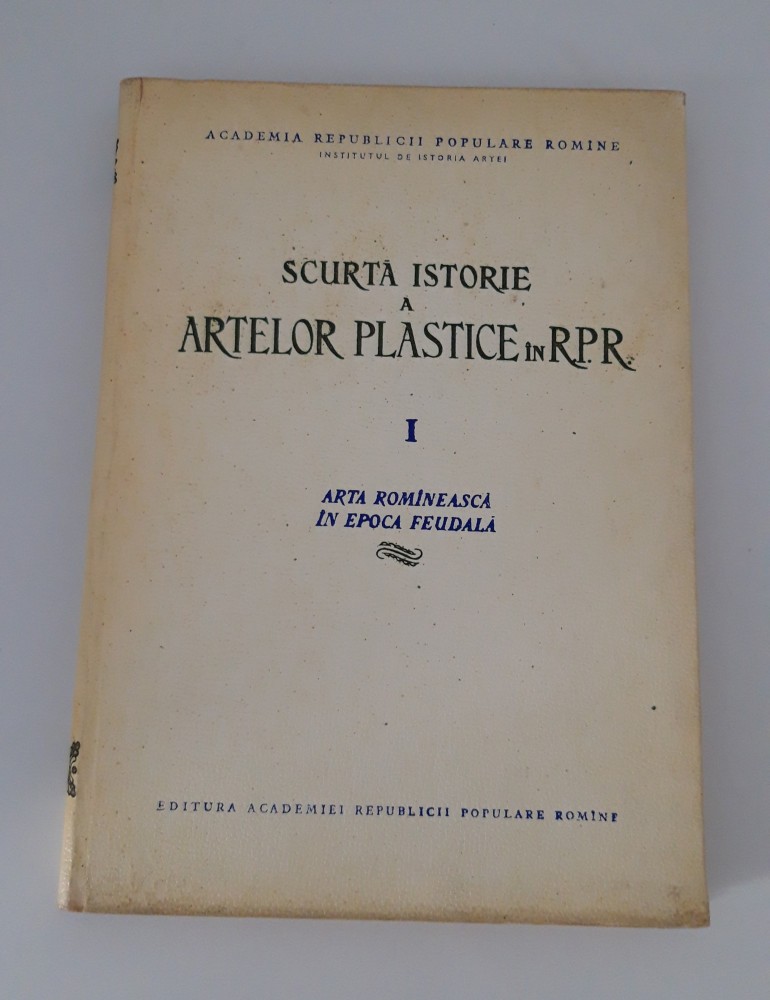 ACADEMIA REPUBLICII POPULARE ROMÎNE
INSTITUTUL DE ISTORIA ARTEI
SCURTĂ ISTORIE
A
ARTELOR PLASTICE ÎN R.P.R.
I
ARTA ROMÎNEASCĂ
ÎN EPOCA FEUDALĂ
EDITURA ACADEMIEI REPUBLICII POPULARE ROMÎNE